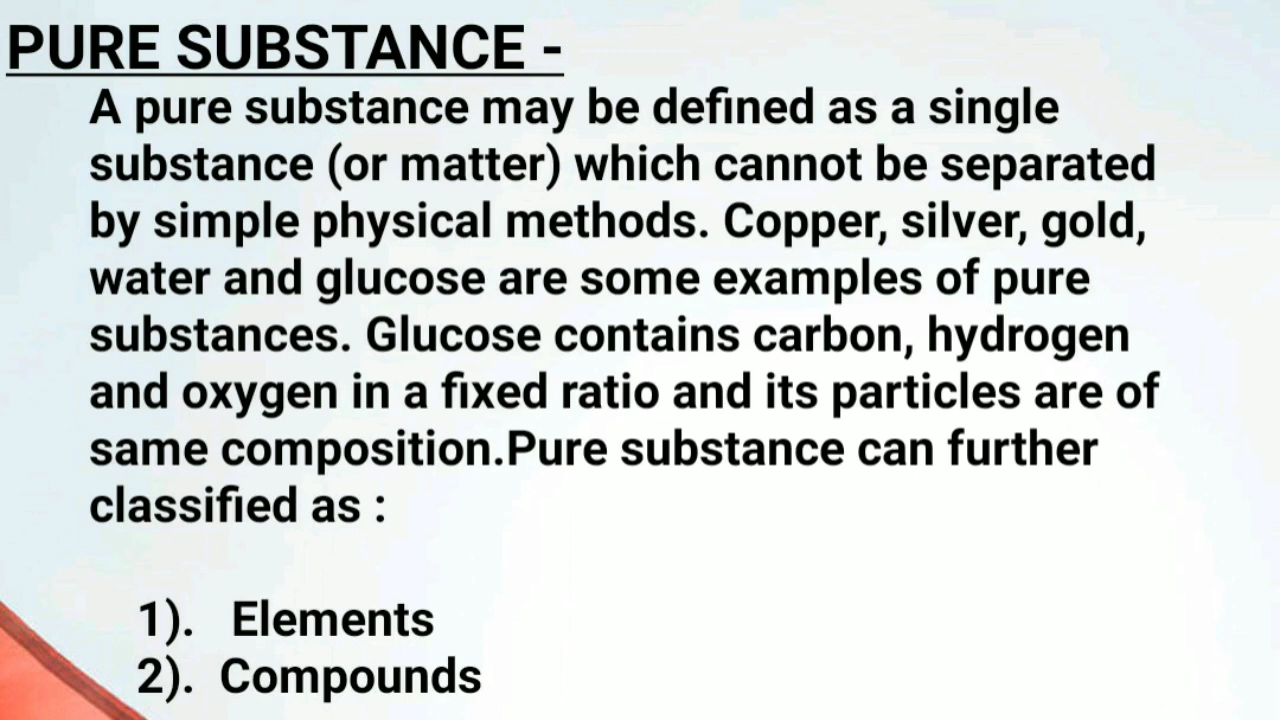 PURE SUBSTANCE -
A pure substance may be defined as a single
substance (or matter) which cannot be separated
by simple physical methods. Copper, silver, gold,
water and glucose are some examples of pure
substances. Glucose contains carbon, hydrogen
and oxygen in a fixed ratio and its particles are of
same composition.Pure substance can further
classified as :
1).   Elements
2).  Compounds